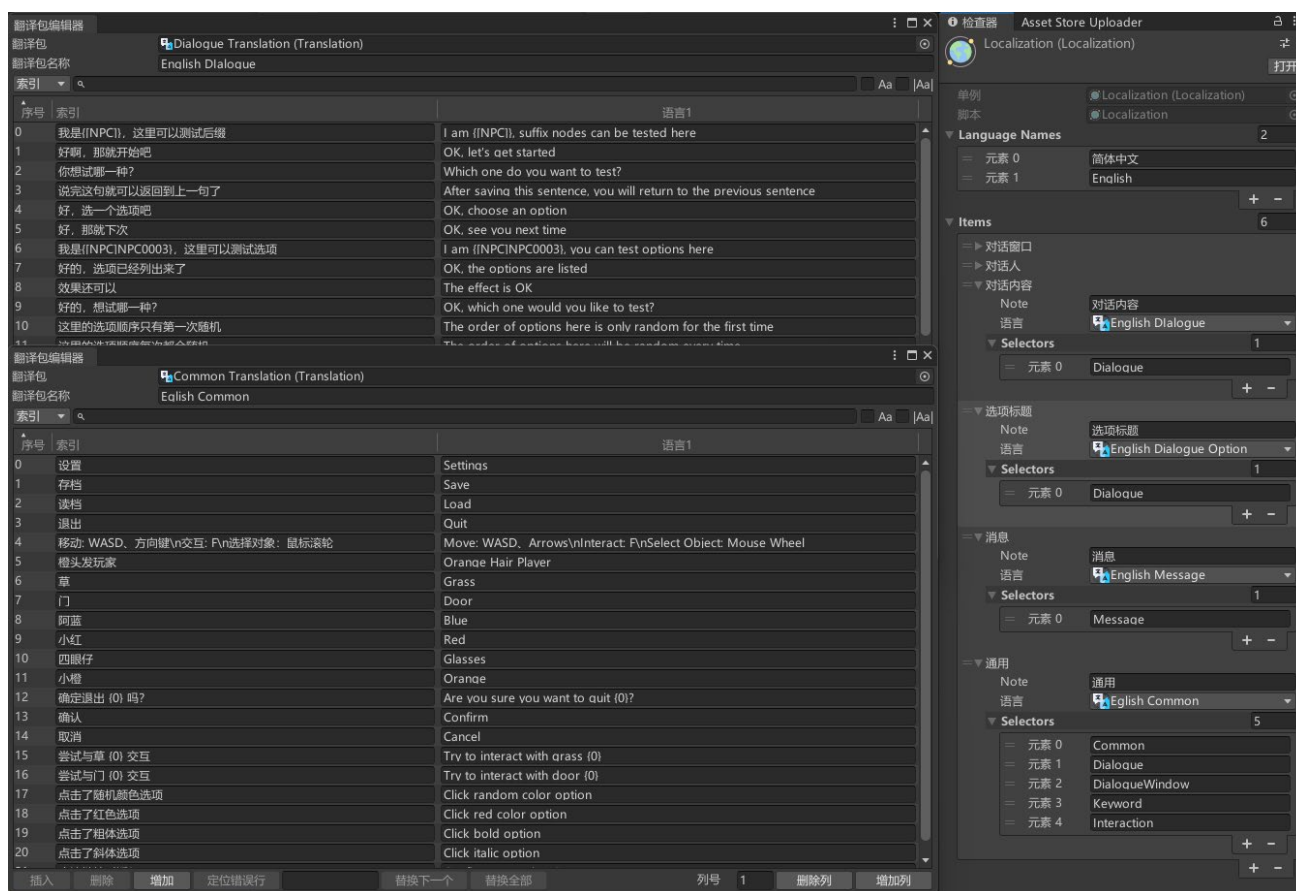 翻译包编辑器
翻译包 Dialogue Translation (Translation)
翻译包名称 English DIalogue
索引 Aa |Aa|
序号 索引 语言1
0 我是{[NPC]}，这里可以测试后缀 I am {[NPC]}, suffix nodes can be tested here
1 好啊，那就开始吧 OK, let's get started
2 你想试哪一种? Which one do you want to test?
3 说完这句就可以返回到上一句了 After saying this sentence, you will return to the previous sentence
4 好，选一个选项吧 OK, choose an option
5 好，那就下次 OK, see you next time
6 我是{[NPC]NPC0003}，这里可以测试选项 I am {[NPC]NPC0003}, you can test options here
7 好的，选项已经列出来了 OK, the options are listed
8 效果还可以 The effect is OK
9 好的，想试哪一种? OK, which one would you like to test?
10 这里的选项顺序只有第一次随机 The order of options here is only random for the first time
11 这里的选项顺序每次都会随机 The order of options here will be random every time
翻译包编辑器
翻译包 Common Translation (Translation)
翻译包名称 Eqlish Common
索引 Aa |Aa|
序号 索引 语言1
0 设置 Settings
1 存档 Save
2 读档 Load
3 退出 Quit
4 移动: WASD、方向键\n交互: F\n选择对象：鼠标滚轮 Move: WASD、Arrows\nInteract: F\nSelect Object: Mouse Wheel
5 橙头发玩家 Orange Hair Player
6 草 Grass
7 门 Door
8 阿蓝 Blue
9 小红 Red
10 四眼仔 Glasses
11 小橙 Orange
12 确定退出 {0} 吗? Are you sure you want to quit {0}?
13 确认 Confirm
14 取消 Cancel
15 尝试与草 {0} 交互 Try to interact with grass {0}
16 尝试与门 {0} 交互 Try to interact with door {0}
17 点击了随机颜色选项 Click random color option
18 点击了红色选项 Click red color option
19 点击了粗体选项 Click bold option
20 点击了斜体选项 Click italic option
插入 删除 增加 定位错误行 替换下一个 替换全部 列号 1 删除列 增加列
检查器 Asset Store Uploader
Localization (Localization)
打开
单例 Localization (Localization)
脚本 Localization
Language Names 2
元素 0 简体中文
元素 1 English
+ -
Items 6
对话窗口
对话人
对话内容
Note 对话内容
语言 English DIalogue
Selectors 1
元素 0 Dialogue
+ -
选项标题
Note 选项标题
语言 English Dialogue Option
Selectors 1
元素 0 Dialogue
+ -
消息
Note 消息
语言 English Message
Selectors 1
元素 0 Message
+ -
通用
Note 通用
语言 Eglish Common
Selectors 5
元素 0 Common
元素 1 Dialogue
元素 2 DialogueWindow
元素 3 Keyword
元素 4 Interaction
+ -
+ -